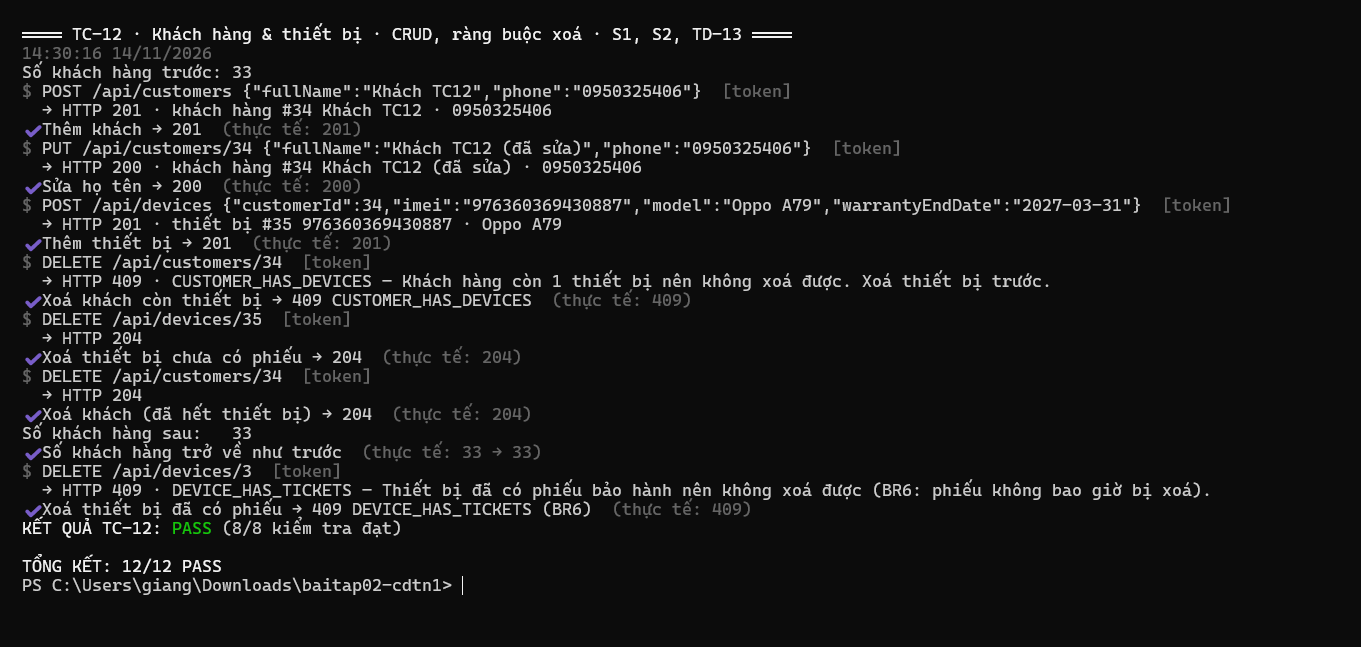 ════ TC-12 · Khách hàng & thiết bị · CRUD, ràng buộc xoá · S1, S2, TD-13 ════
14:30:16 14/11/2026
Số khách hàng trước: 33
$ POST /api/customers {"fullName":"Khách TC12","phone":"0950325406"}  [token]
→ HTTP 201 · khách hàng #34 Khách TC12 · 0950325406
✔Thêm khách → 201  (thực tế: 201)
$ PUT /api/customers/34 {"fullName":"Khách TC12 (đã sửa)","phone":"0950325406"}  [token]
→ HTTP 200 · khách hàng #34 Khách TC12 (đã sửa) · 0950325406
✔Sửa họ tên → 200  (thực tế: 200)
$ POST /api/devices {"customerId":34,"imei":"976360369430887","model":"Oppo A79","warrantyEndDate":"2027-03-31"}  [token]
→ HTTP 201 · thiết bị #35 976360369430887 · Oppo A79
✔Thêm thiết bị → 201  (thực tế: 201)
$ DELETE /api/customers/34  [token]
→ HTTP 409 · CUSTOMER_HAS_DEVICES — Khách hàng còn 1 thiết bị nên không xoá được. Xoá thiết bị trước.
✔Xoá khách còn thiết bị → 409 CUSTOMER_HAS_DEVICES  (thực tế: 409)
$ DELETE /api/devices/35  [token]
→ HTTP 204
✔Xoá thiết bị chưa có phiếu → 204  (thực tế: 204)
$ DELETE /api/customers/34  [token]
→ HTTP 204
✔Xoá khách (đã hết thiết bị) → 204  (thực tế: 204)
Số khách hàng sau:   33
✔Số khách hàng trở về như trước  (thực tế: 33 → 33)
$ DELETE /api/devices/3  [token]
→ HTTP 409 · DEVICE_HAS_TICKETS — Thiết bị đã có phiếu bảo hành nên không xoá được (BR6: phiếu không bao giờ bị xoá).
✔Xoá thiết bị đã có phiếu → 409 DEVICE_HAS_TICKETS (BR6)  (thực tế: 409)
KẾT QUẢ TC-12: PASS (8/8 kiểm tra đạt)
TỔNG KẾT: 12/12 PASS
PS C:\Users\giang\Downloads\baitap02-cdtn1>